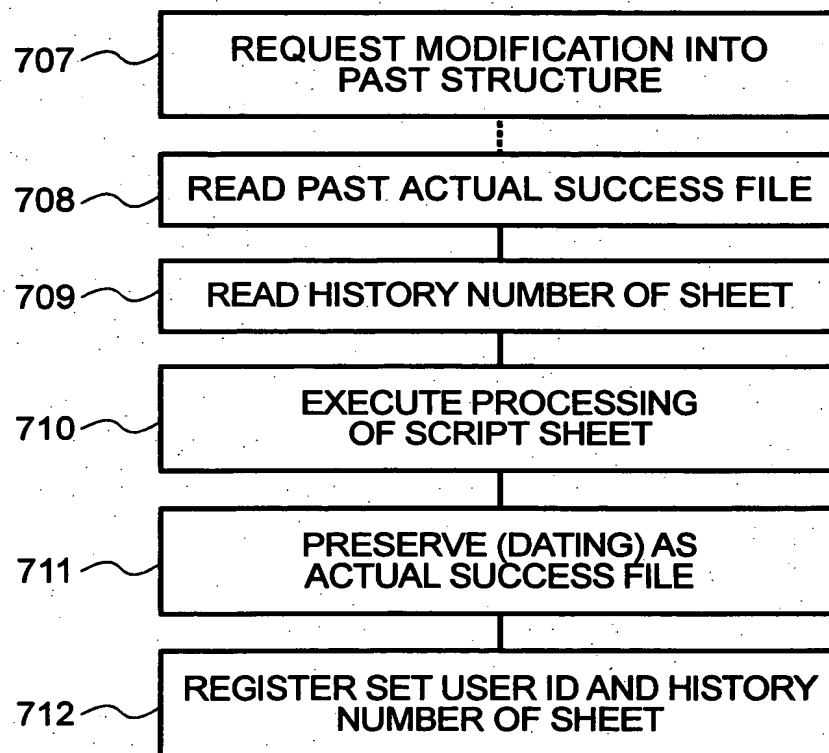 707 REQUEST MODIFICATION INTO
PAST STRUCTURE
708 READ PAST ACTUAL SUCCESS FILE
709 READ HISTORY NUMBER OF SHEET
710 EXECUTE PROCESSING
OF SCRIPT SHEET
711 PRESERVE (DATING) AS
ACTUAL SUCCESS FILE
712 REGISTER SET USER ID AND HISTORY
NUMBER OF SHEET